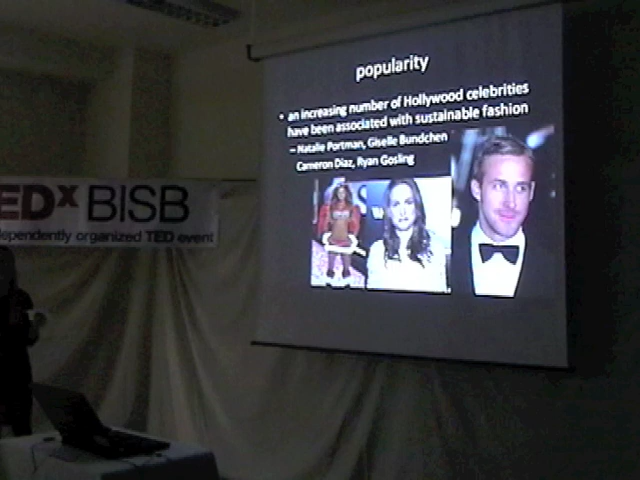 popularity
• an increasing number of Hollywood celebrities
have been associated with sustainable fashion
– Natalie Portman, Giselle Bundchen
Cameron Diaz, Ryan Gosling
EDx BISB
dependently organized TED event